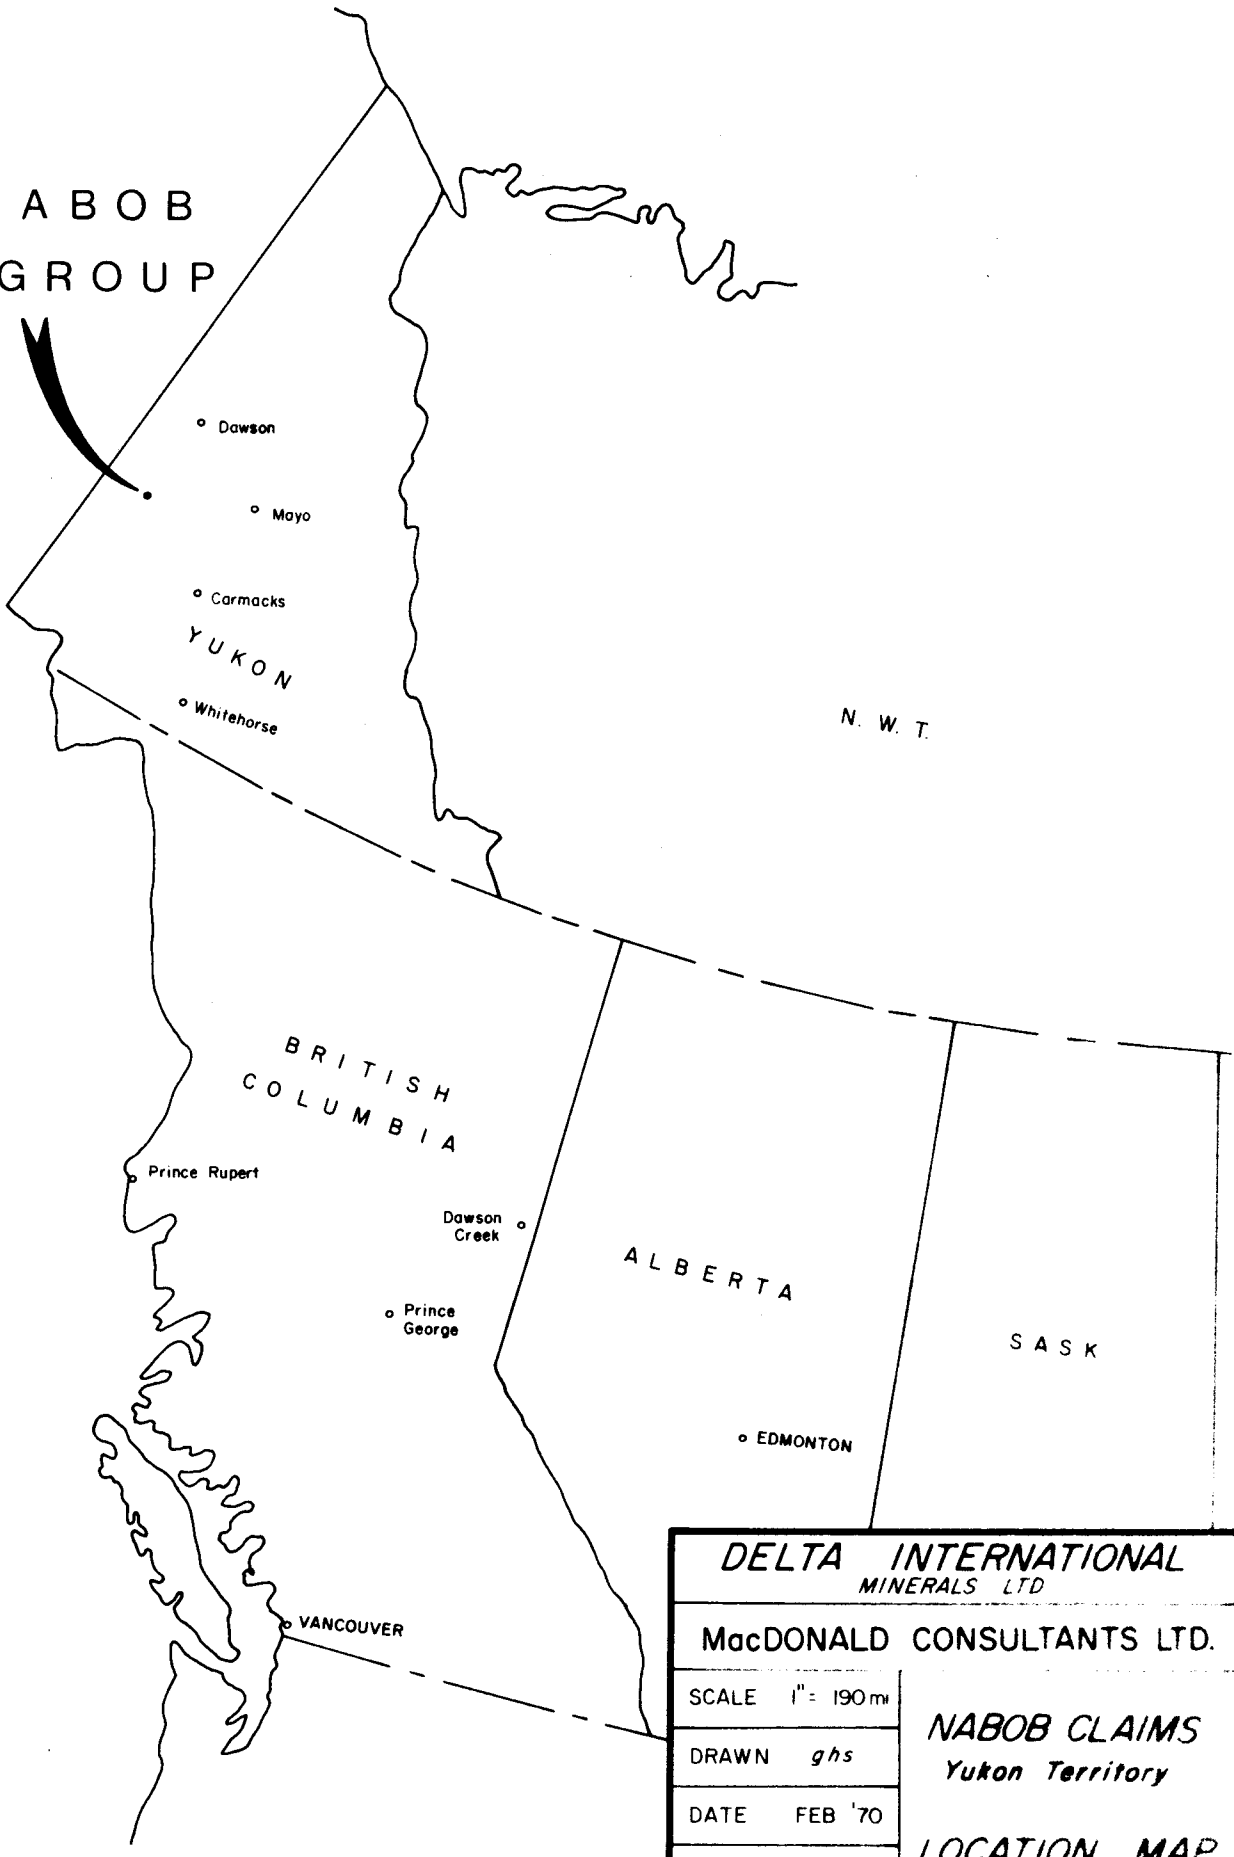 ABOB
GROUP
Dawson
Mayo
Carmacks
YUKON
Whitehorse
N. W. T.
BRITISH
COLUMBIA
Prince Rupert
Dawson
Creek
Prince
George
ALBERTA
SASK
EDMONTON
VANCOUVER
DELTA INTERNATIONAL
MINERALS LTD
MacDONALD CONSULTANTS LTD.
SCALE 1" = 190 mi
DRAWN ghs
DATE FEB '70
NABOB CLAIMS
Yukon Territory
LOCATION MAP